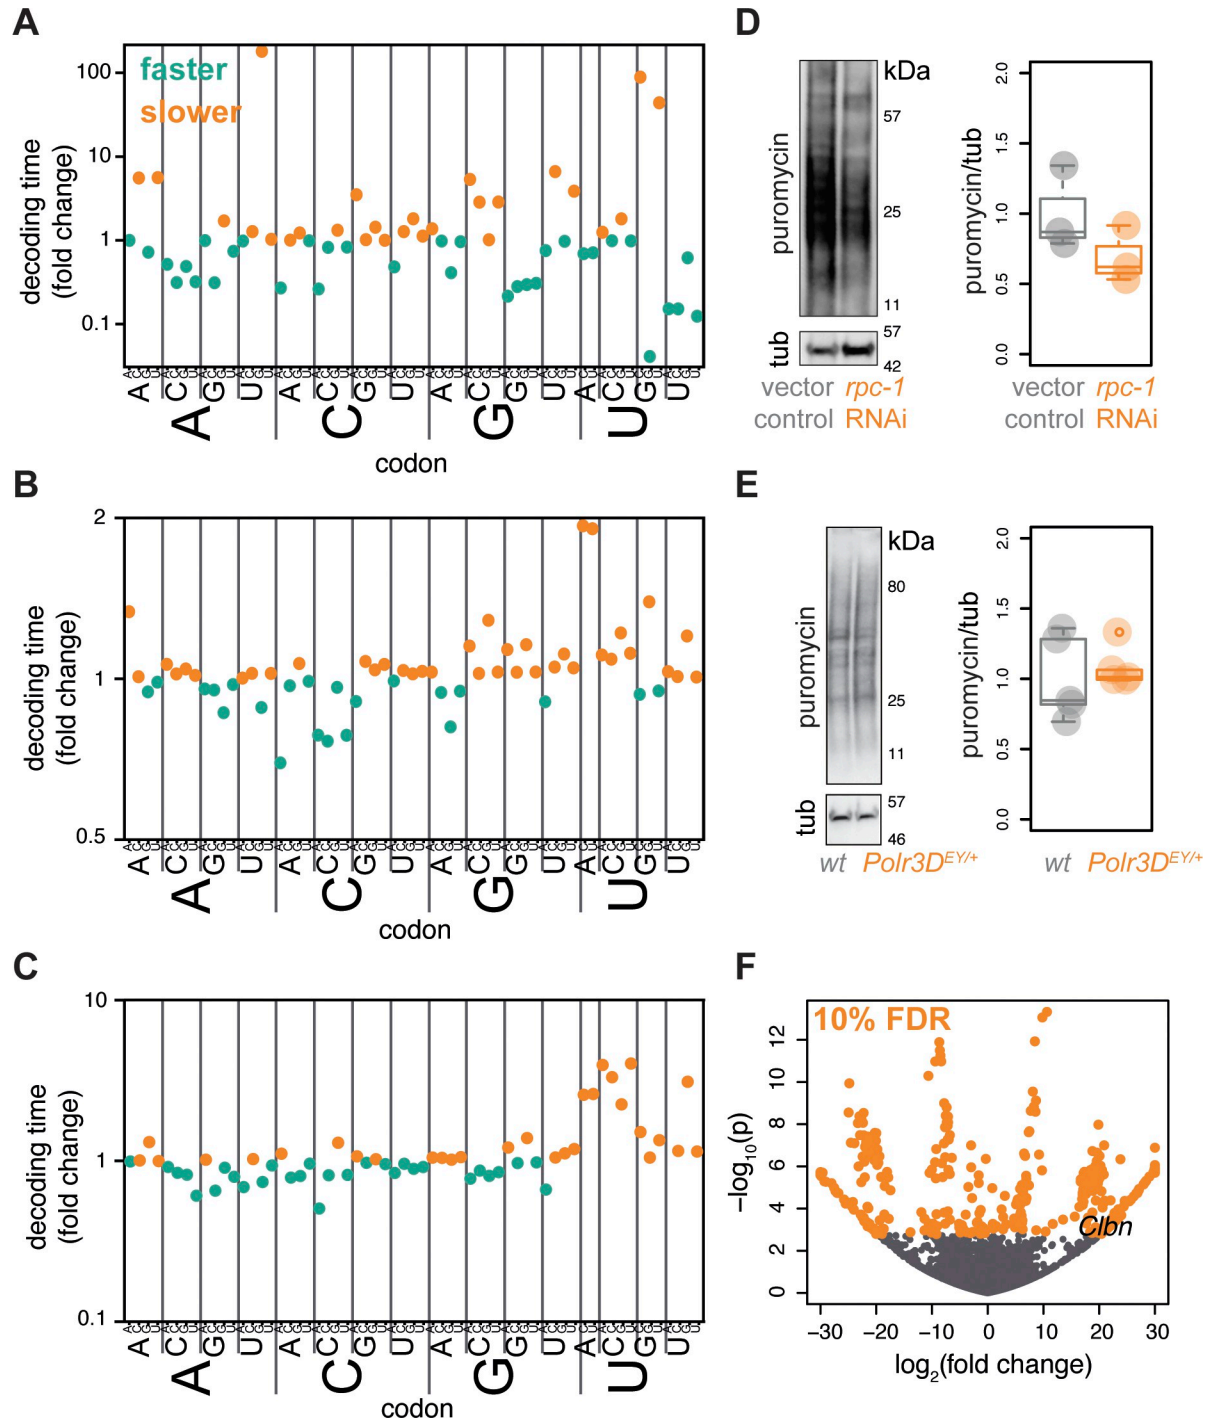 A
faster
slower
100
10
1
0.1
decoding time
(fold change)
A C G U A C G U A C G U A C G U
A C G U
codon
B
2
1
0.5
decoding time
(fold change)
A C G U A C G U A C G U A C G U
A C G U
codon
C
10
1
0.1
decoding time
(fold change)
A C G U A C G U A C G U A C G U
A C G U
codon
D
kDa
57
25
11
puromycin
57
42
tub
vector rpc-1
control RNAi
2.0
1.5
1.0
0.5
0.0
puromycin/tub
vector rpc-1
control RNAi
E
kDa
80
25
11
puromycin
57
46
tub
wt Polr3D^EY/+
2.0
1.5
1.0
0.5
0.0
puromycin/tub
wt Polr3D^EY/+
F
10% FDR
Clbn
12
10
8
6
4
2
0
−log₁₀(p)
−30 −20 −10 0 10 20 30
log₂(fold change)